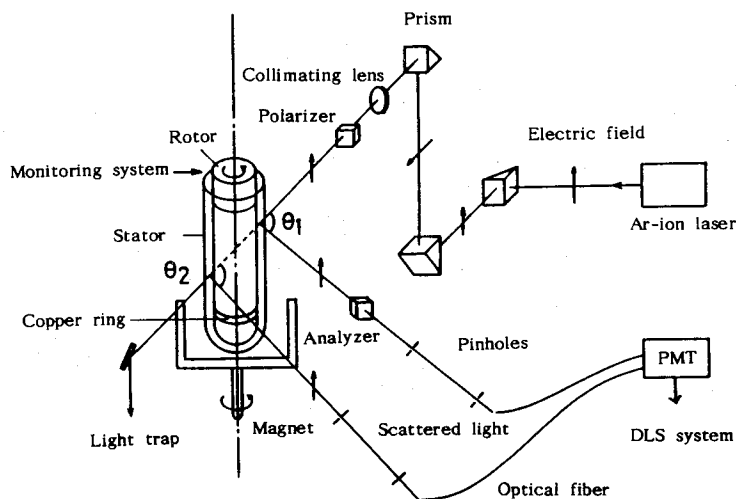 Prism
Collimating lens
Polarizer
Electric field
Rotor
Monitoring system
Ar-ion laser
Stator
θ1
θ2
Copper ring
Analyzer
Pinholes
PMT
Light trap
Magnet
Scattered light
DLS system
Optical fiber